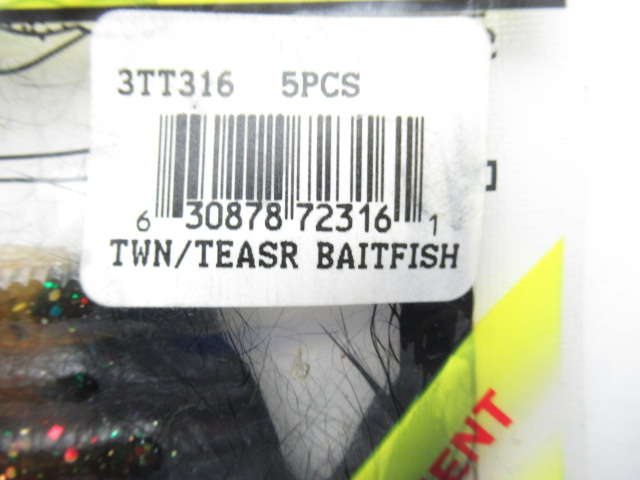 3TT316 5PCS
6 30878 72316 1
TWN/TEASR BAITFISH